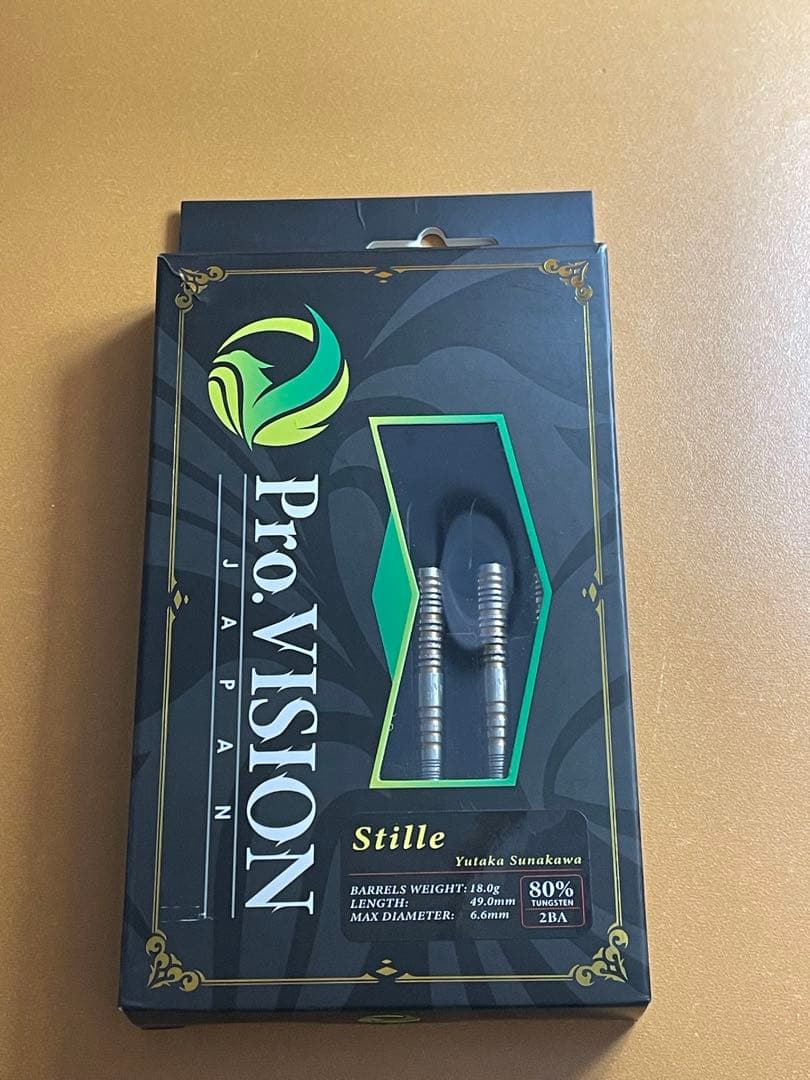 Pro.VISION
JAPAN
Stille
Yutaka Sunakawa
BARRELS WEIGHT: 18.0g
LENGTH: 49.0mm
MAX DIAMETER: 6.6mm
80%
TUNGSTEN
2BA